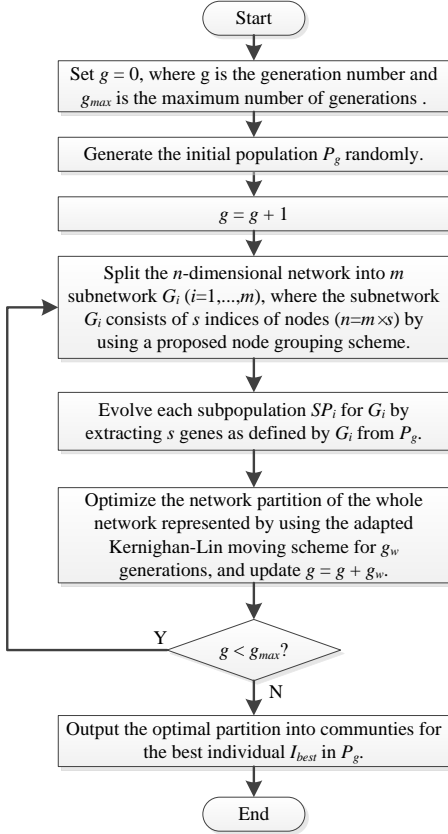 Start
Set g = 0, where g is the generation number and
gmax is the maximum number of generations .
Generate the initial population Pg randomly.
g = g + 1
Split the n-dimensional network into m
subnetwork Gi (i=1,...,m), where the subnetwork
Gi consists of s indices of nodes (n=m×s) by
using a proposed node grouping scheme.
Evolve each subpopulation SPi for Gi by
extracting s genes as defined by Gi from Pg.
Optimize the network partition of the whole
network represented by using the adapted
Kernighan-Lin moving scheme for gw
generations, and update g = g + gw.
Y
g < gmax?
N
Output the optimal partition into communties for
the best individual Ibest in Pg.
End